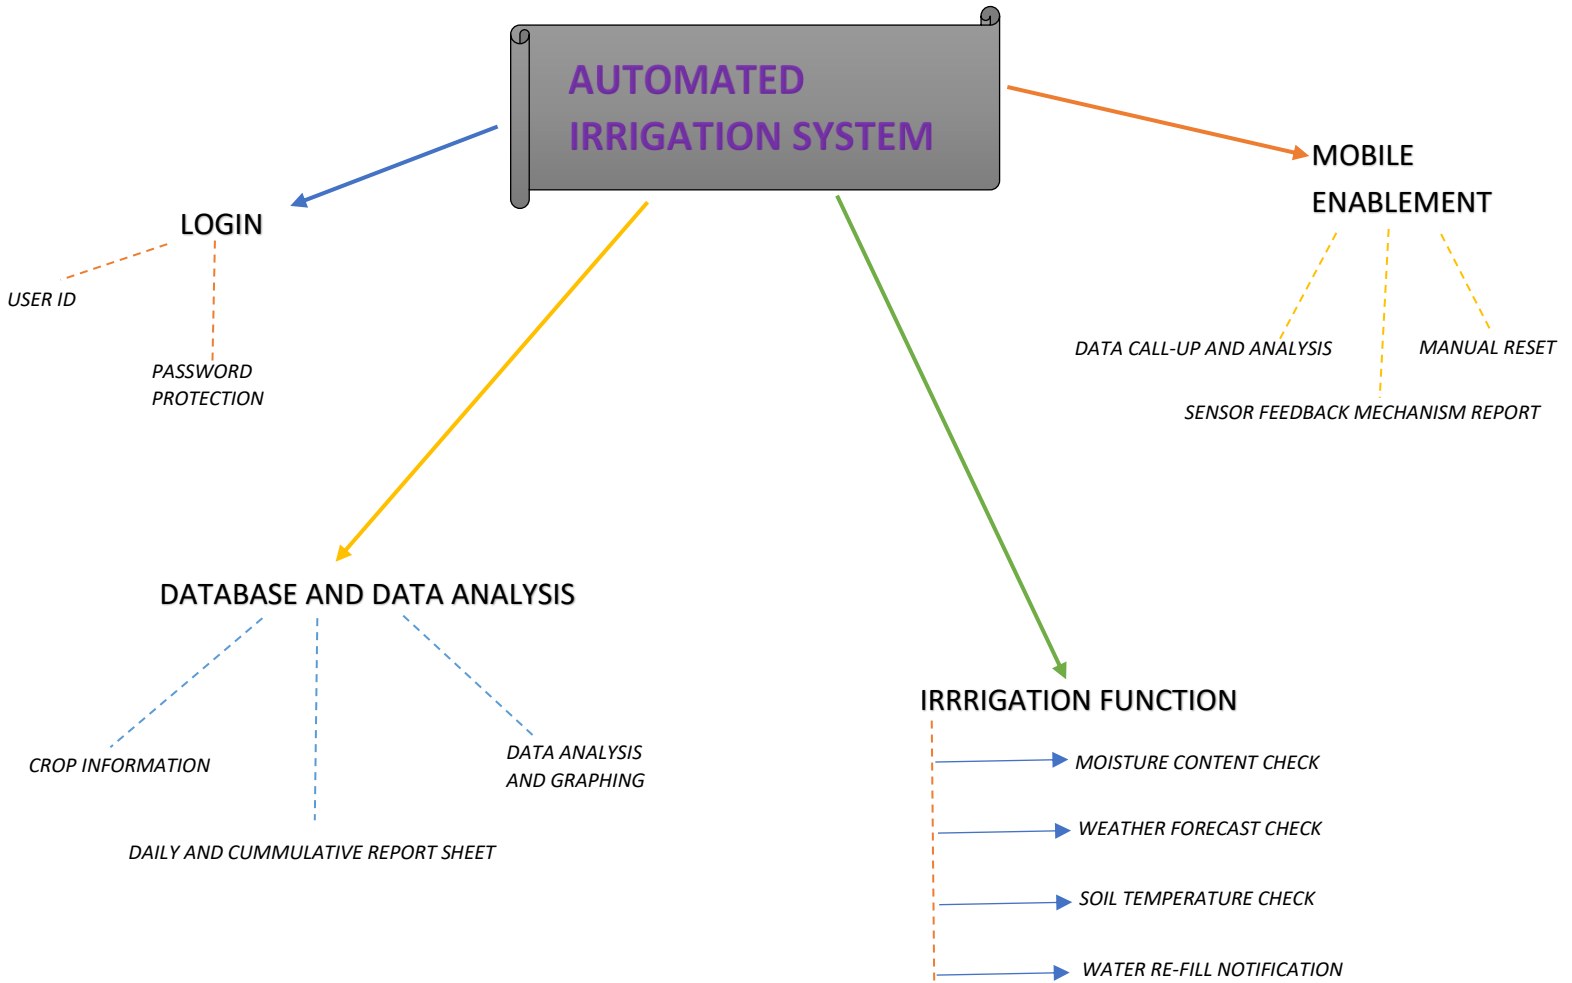 AUTOMATED
IRRIGATION SYSTEM
MOBILE
ENABLEMENT
LOGIN
USER ID
PASSWORD
PROTECTION
DATA CALL-UP AND ANALYSIS
MANUAL RESET
SENSOR FEEDBACK MECHANISM REPORT
DATABASE AND DATA ANALYSIS
CROP INFORMATION
DATA ANALYSIS
AND GRAPHING
DAILY AND CUMMULATIVE REPORT SHEET
IRRRIGATION FUNCTION
MOISTURE CONTENT CHECK
WEATHER FORECAST CHECK
SOIL TEMPERATURE CHECK
WATER RE-FILL NOTIFICATION